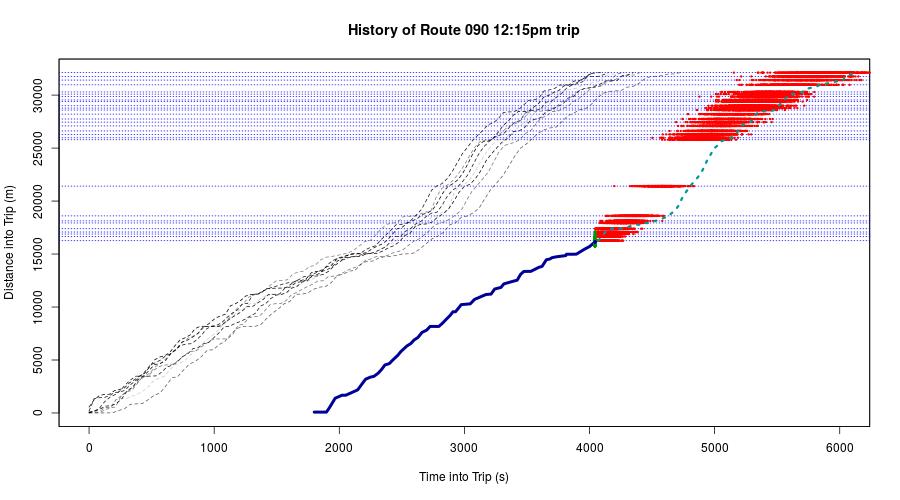 History of Route 090 12:15pm trip
Distance into Trip (m)
30000
25000
20000
15000
10000
5000
0
0 1000 2000 3000 4000 5000 6000
Time into Trip (s)